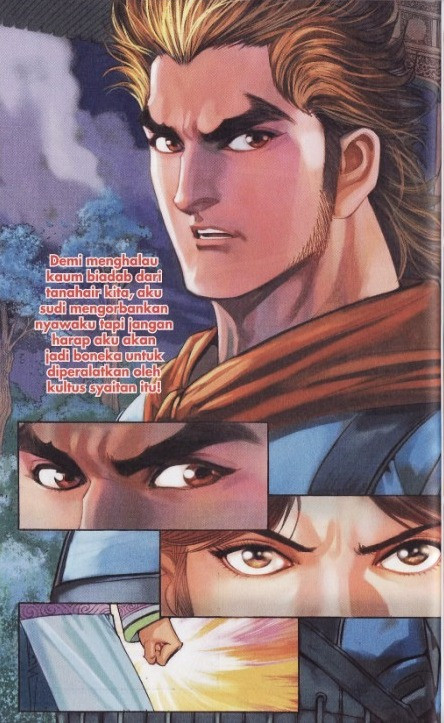 Demi menghalau
kaum biadab dari
tanahair kita, aku
sudi mengorbankan
nyawaku tapi jangan
harap aku akan
jadi boneka untuk
diperalatkan oleh
kultus syaitan itu!